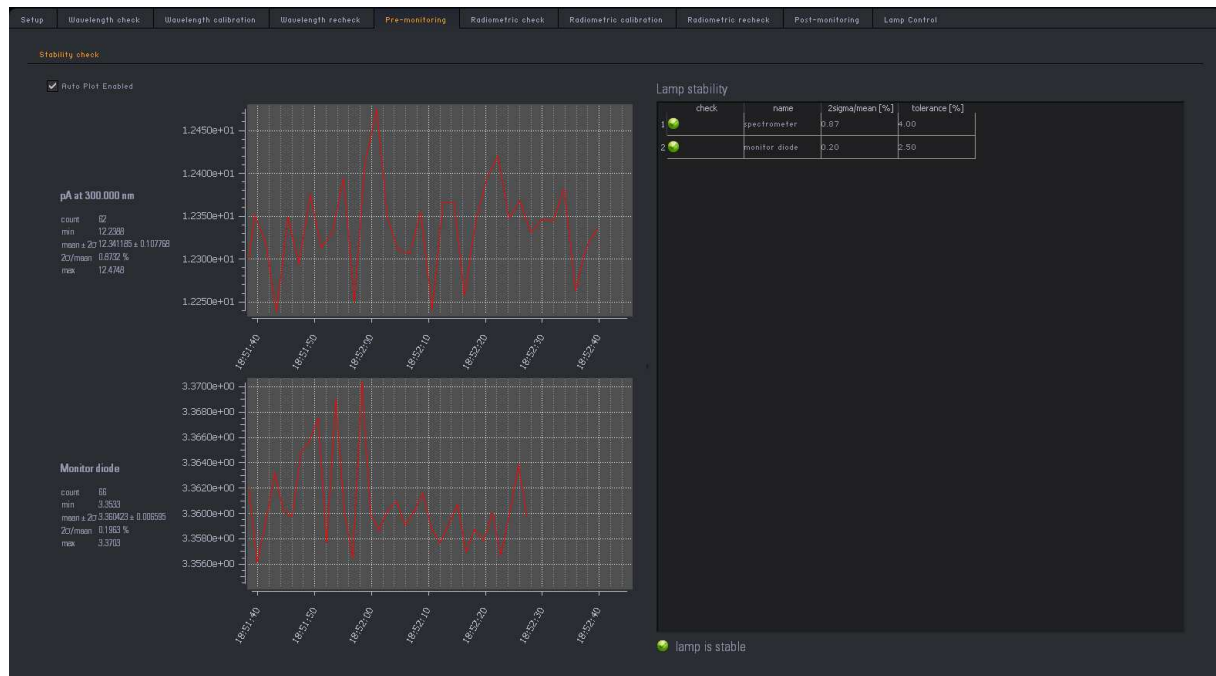 Setup Wavelength check Wavelength calibration Wavelength recheck Pre-monitoring Radiometric check Radiometric calibration Radiometric recheck Post-monitoring Lamp Control
Stability check
Auto Plot Enabled
1.2450e+01
1.2400e+01
1.2350e+01
1.2300e+01
1.2250e+01
pA at 300.000 nm
count 62
min 12.2388
mean ± 2σ 12.341185 ± 0.107768
2σ/mean 0.8732 %
max 12.4748
18:51:40 18:51:50 18:52:00 18:52:10 18:52:20 18:52:30 18:52:40
3.3700e+00
3.3680e+00
3.3660e+00
3.3640e+00
3.3620e+00
3.3600e+00
3.3580e+00
3.3560e+00
Monitor diode
count 66
min 3.3533
mean ± 2σ 3.360423 ± 0.006595
2σ/mean 0.1963 %
max 3.3703
18:51:40 18:51:50 18:52:00 18:52:10 18:52:20 18:52:30 18:52:40
Lamp stability
check name 2sigma/mean [%] tolerance [%]
1 spectrometer 0.87 4.00
2 monitor diode 0.20 2.50
lamp is stable